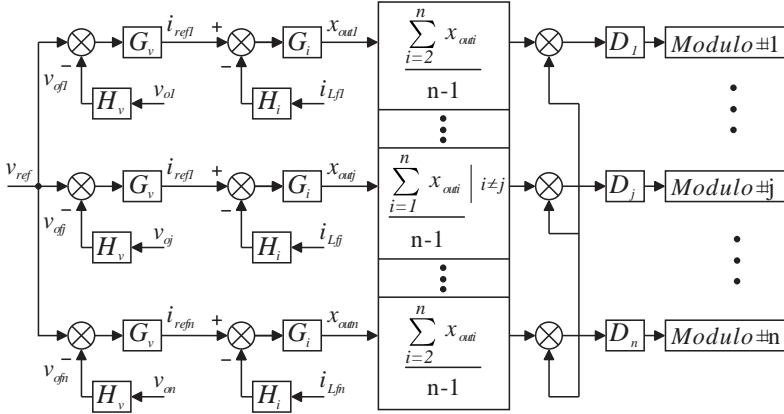 i_ref1 x_out1 n
G_v G_i ∑ x_outi D_1 Modulo#1
+ − i=2
v_of1 − v_o1 i_Lf1 n-1
H_v H_i
v_ref
i_ref1 x_outj n
G_v G_i ∑ x_outi | i≠j D_j Modulo#j
+ − i=1
v_ofj − v_oj i_Lfj n-1
H_v H_i
i_refn x_outn n
G_v G_i ∑ x_outi D_n Modulo#n
+ − i=2
v_ofn − v_on i_Lfn n-1
H_v H_i